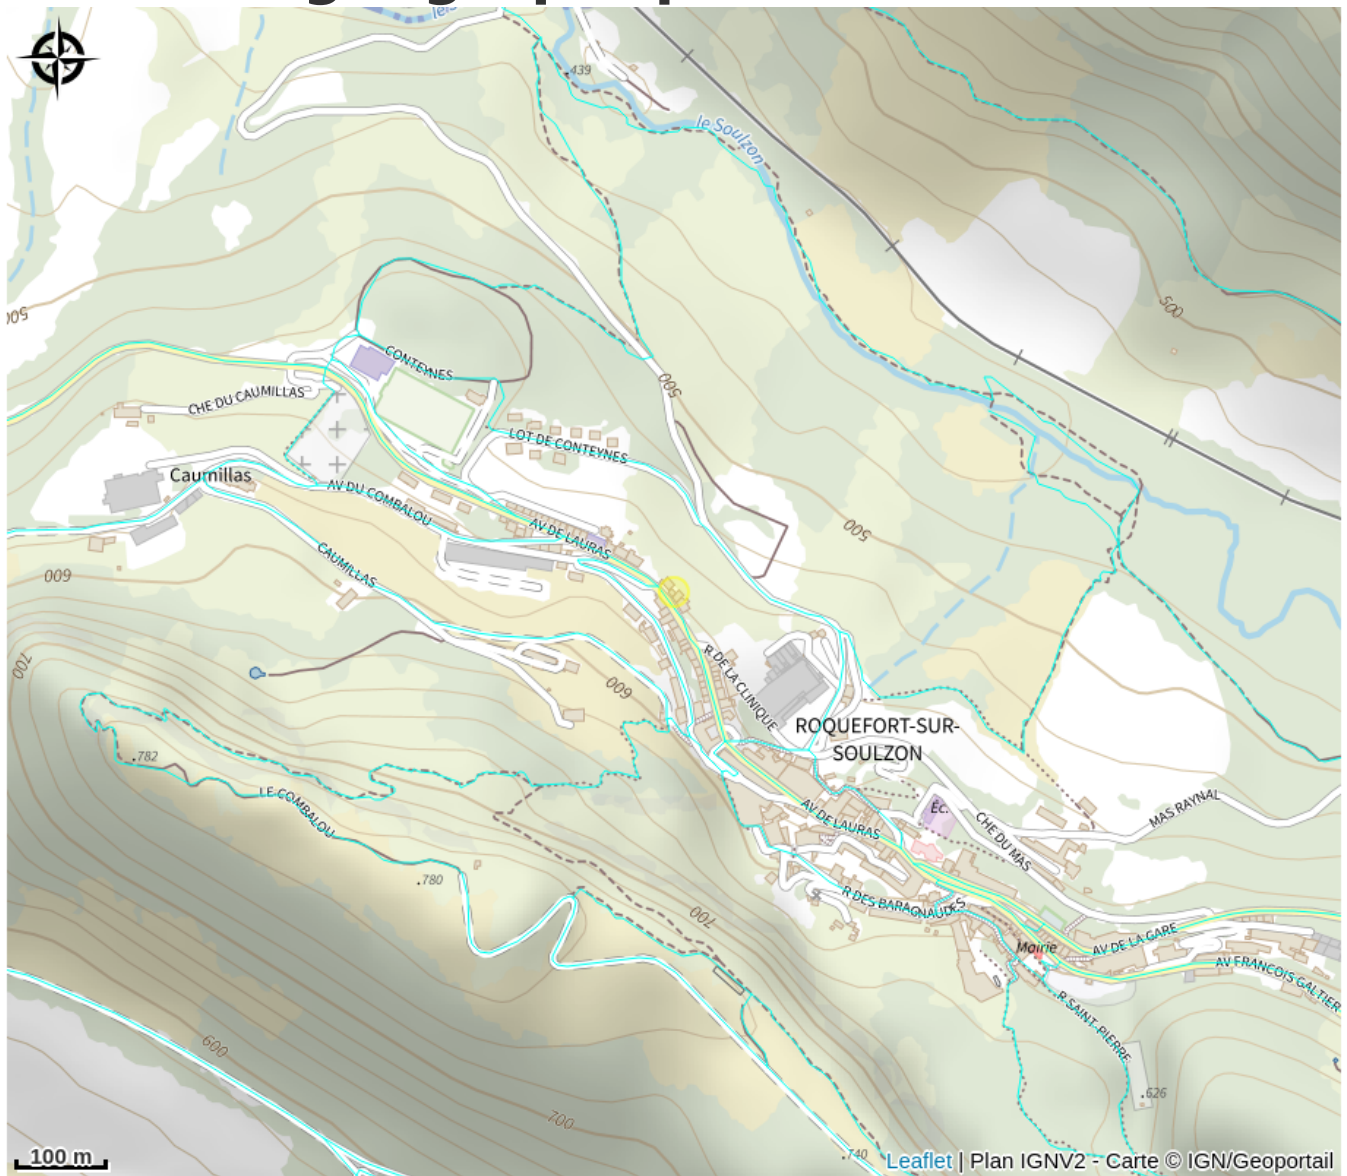 .439
le Soulzon
500
500
CONTEYNES
CHE DU CAUMILLAS
500
LOT DE CONTEYNES
Caumillas
AV DU COMBALOU
AV DE LAURAS
500
CAUMILLAS
600
700
600
R DE LA CLINIQUE
ROQUEFORT-SUR-
SOULZON
.782
LE COMBALOU
AV DE LAURAS
ÉC.
CHE DU MAS
MAS RAYNAL
.780
R DES BARAGNAUDES
700
Mairie
AV DE LA GARE
AV FRANCOIS GALTIER
R SAINT-PIERRE
600
700
.626
.740
100 m
Leaflet | Plan IGNV2 - Carte © IGN/Geoportail